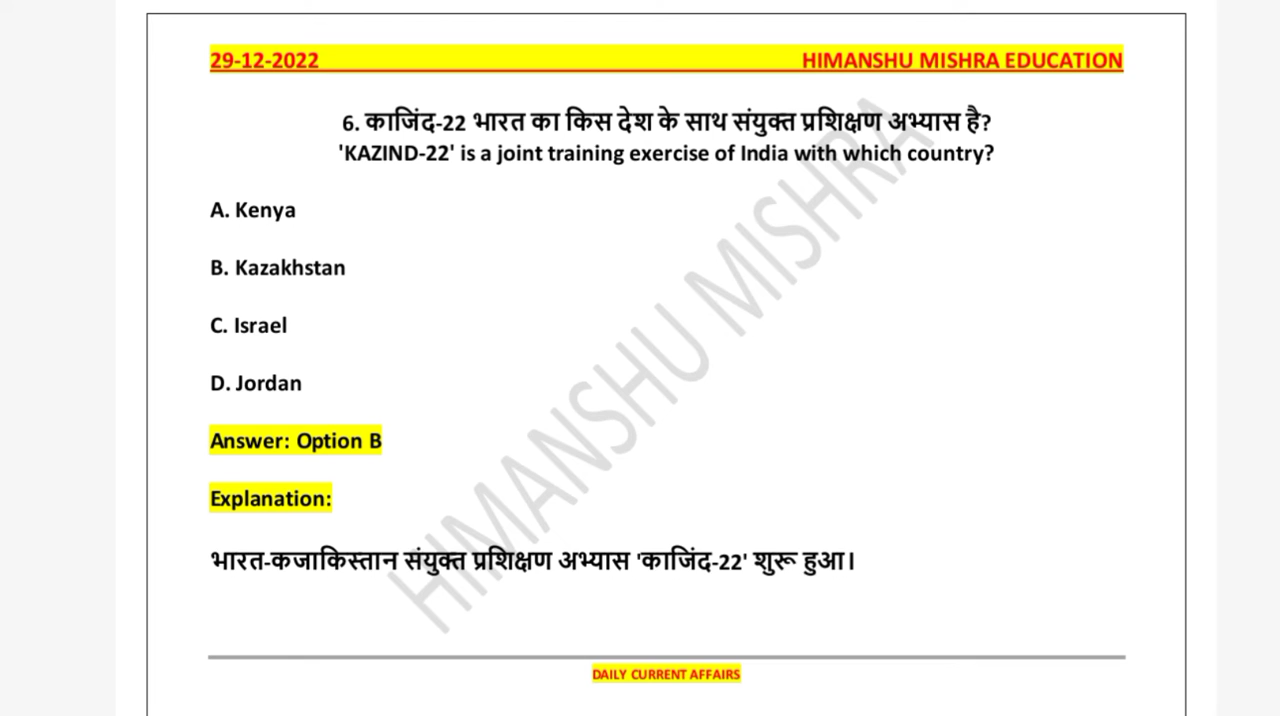 29-12-2022 HIMANSHU MISHRA EDUCATION
6. काजिंद-22 भारत का किस देश के साथ संयुक्त प्रशिक्षण अभ्यास है?
'KAZIND-22' is a joint training exercise of India with which country?
A. Kenya
B. Kazakhstan
C. Israel
D. Jordan
Answer: Option B
Explanation:
भारत-कजाकिस्तान संयुक्त प्रशिक्षण अभ्यास 'काजिंद-22' शुरू हुआ।
HIMANSHU MISHRA
DAILY CURRENT AFFAIRS